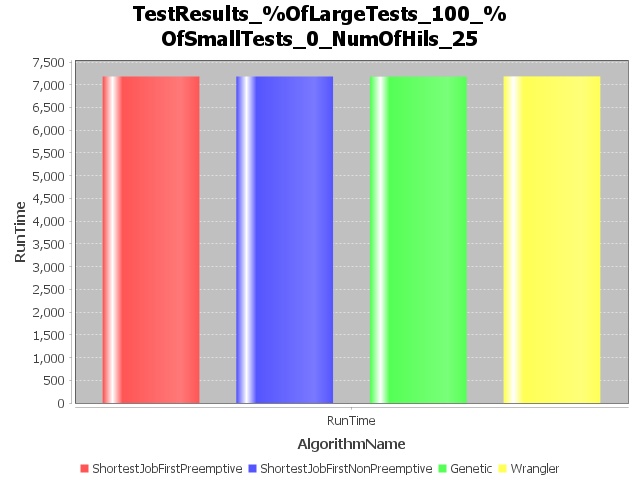 TestResults_%OfLargeTests_100_%
OfSmallTests_0_NumOfHils_25
7,500
7,000
6,500
6,000
5,500
5,000
4,500
4,000
3,500
3,000
2,500
2,000
1,500
1,000
500
0
RunTime
RunTime
AlgorithmName
ShortestJobFirstPreemptive ShortestJobFirstNonPreemptive Genetic Wrangler